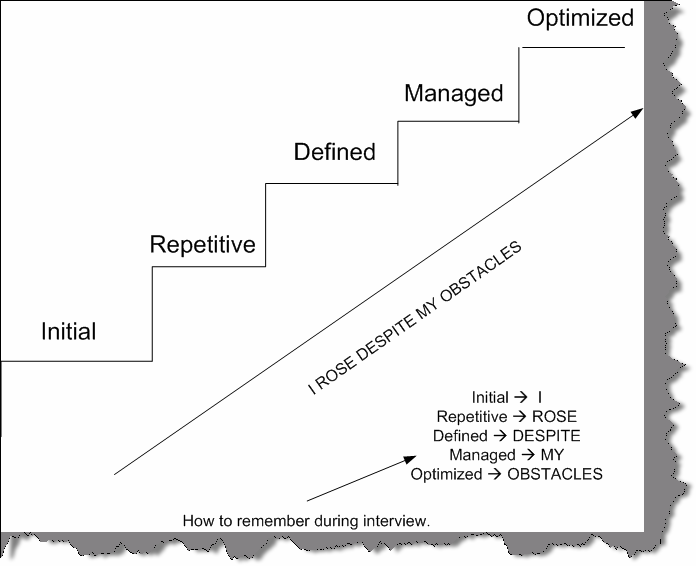 Optimized
Managed
Defined
Repetitive
Initial
I ROSE DESPITE MY OBSTACLES
Initial → I
Repetitive → ROSE
Defined → DESPITE
Managed → MY
Optimized → OBSTACLES
How to remember during interview.